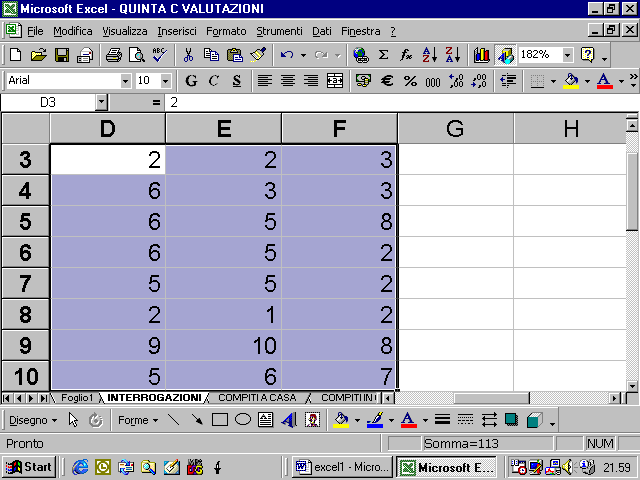 Microsoft Excel - QUINTA C VALUTAZIONI
File Modifica Visualizza Inserisci Formato Strumenti Dati Finestra ?
Σ fx 182%
Arial 10 G C S € % 000
D3 = 2
D E F G H
3 2 2 3
4 6 3 3
5 6 5 8
6 6 5 2
7 5 5 2
8 2 1 2
9 9 10 8
10 5 6 7
Foglio1 INTERROGAZIONI COMPITI A CASA COMPITI IN
Disegno Forme
Pronto Somma=113 NUM
Start excel1 - Micro... Microsoft E... 21.59